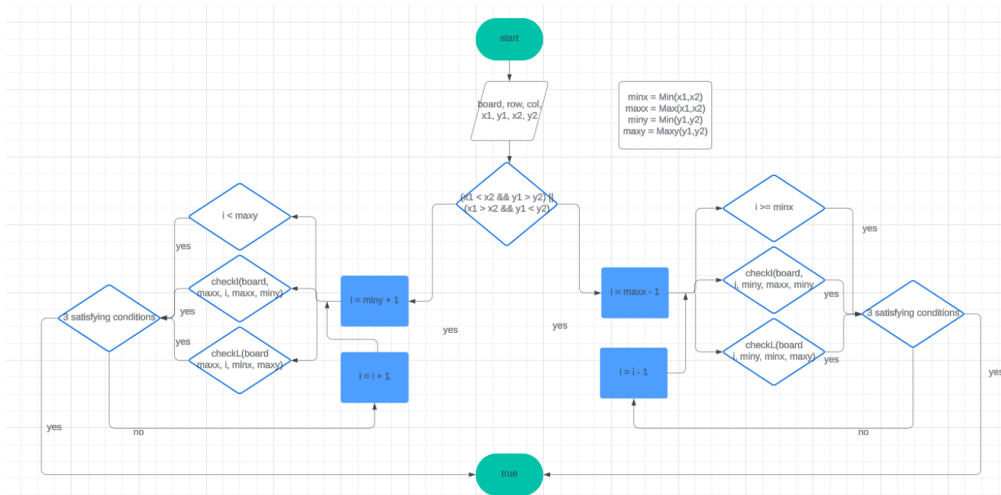 start
board, row, col,
x1, y1, x2, y2
minx = Min(x1,x2)
maxx = Max(x1,x2)
miny = Min(y1,y2)
maxy = Maxy(y1,y2)
(x1 < x2 && y1 > y2) ||
(x1 > x2 && y1 < y2)
i < maxy
yes
checkI(board,
maxx, i, maxx, miny)
yes
checkL(board
maxx, i, minx, maxy)
yes
3 satisfying conditions
i = miny + 1
i = i + 1
yes
no
yes
i >= minx
yes
checkI(board,
i, miny, maxx, miny
yes
checkL(board
i, miny, minx, maxy)
yes
3 satisfying conditions
i = maxx - 1
i = i - 1
yes
no
yes
true